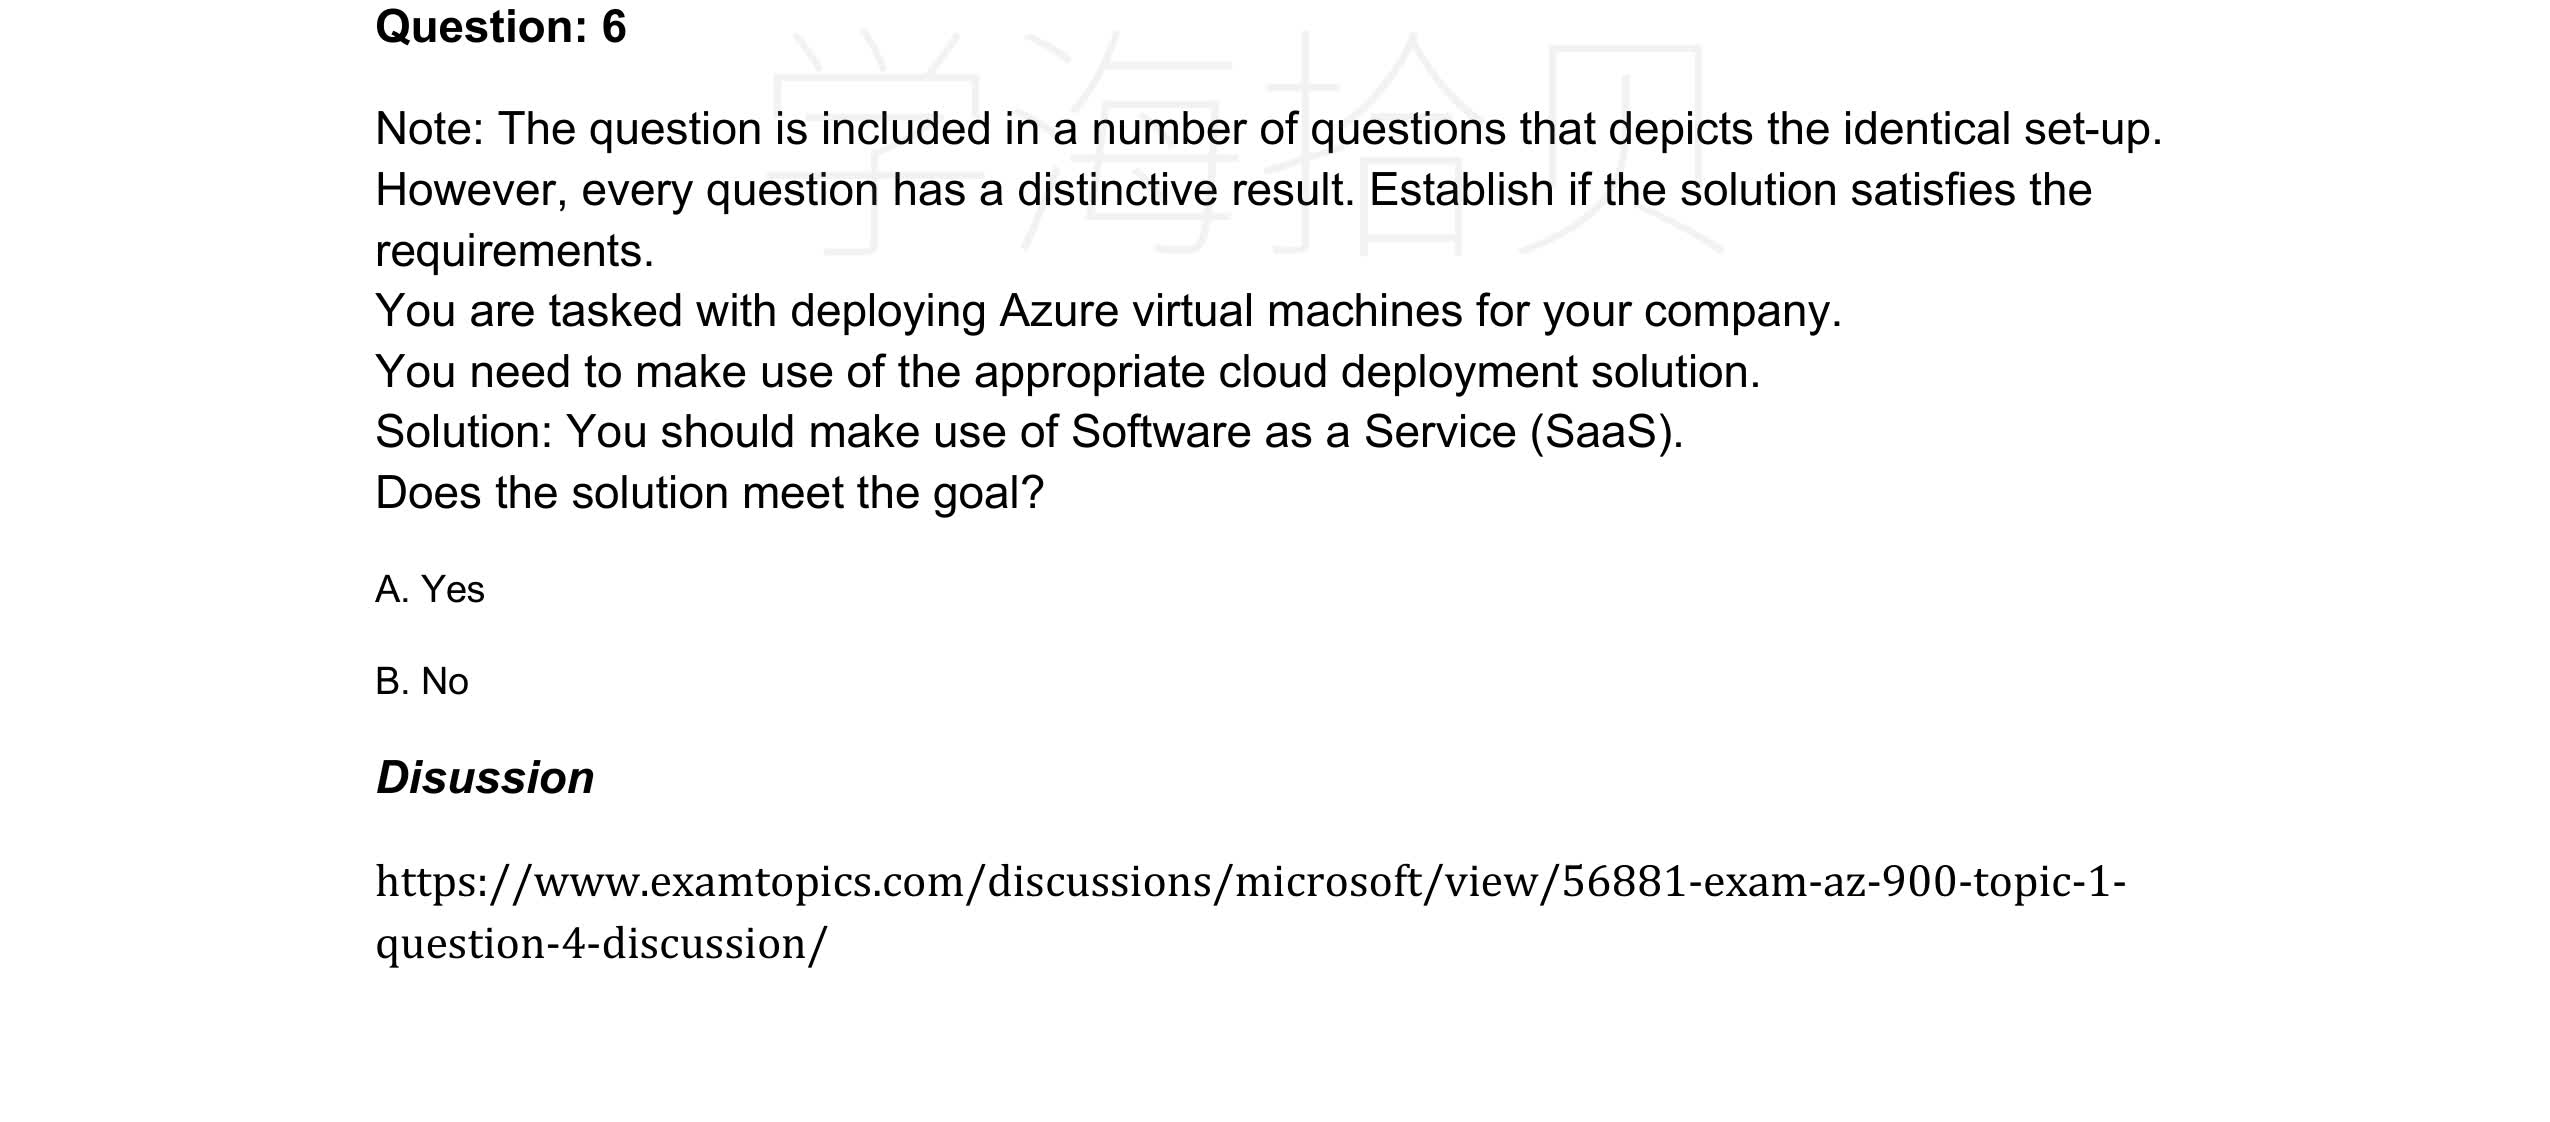 Question: 6
学海拾贝
Note: The question is included in a number of questions that depicts the identical set-up.
However, every question has a distinctive result. Establish if the solution satisfies the
requirements.
You are tasked with deploying Azure virtual machines for your company.
You need to make use of the appropriate cloud deployment solution.
Solution: You should make use of Software as a Service (SaaS).
Does the solution meet the goal?
A. Yes
B. No
Disussion
https://www.examtopics.com/discussions/microsoft/view/56881-exam-az-900-topic-1-
question-4-discussion/